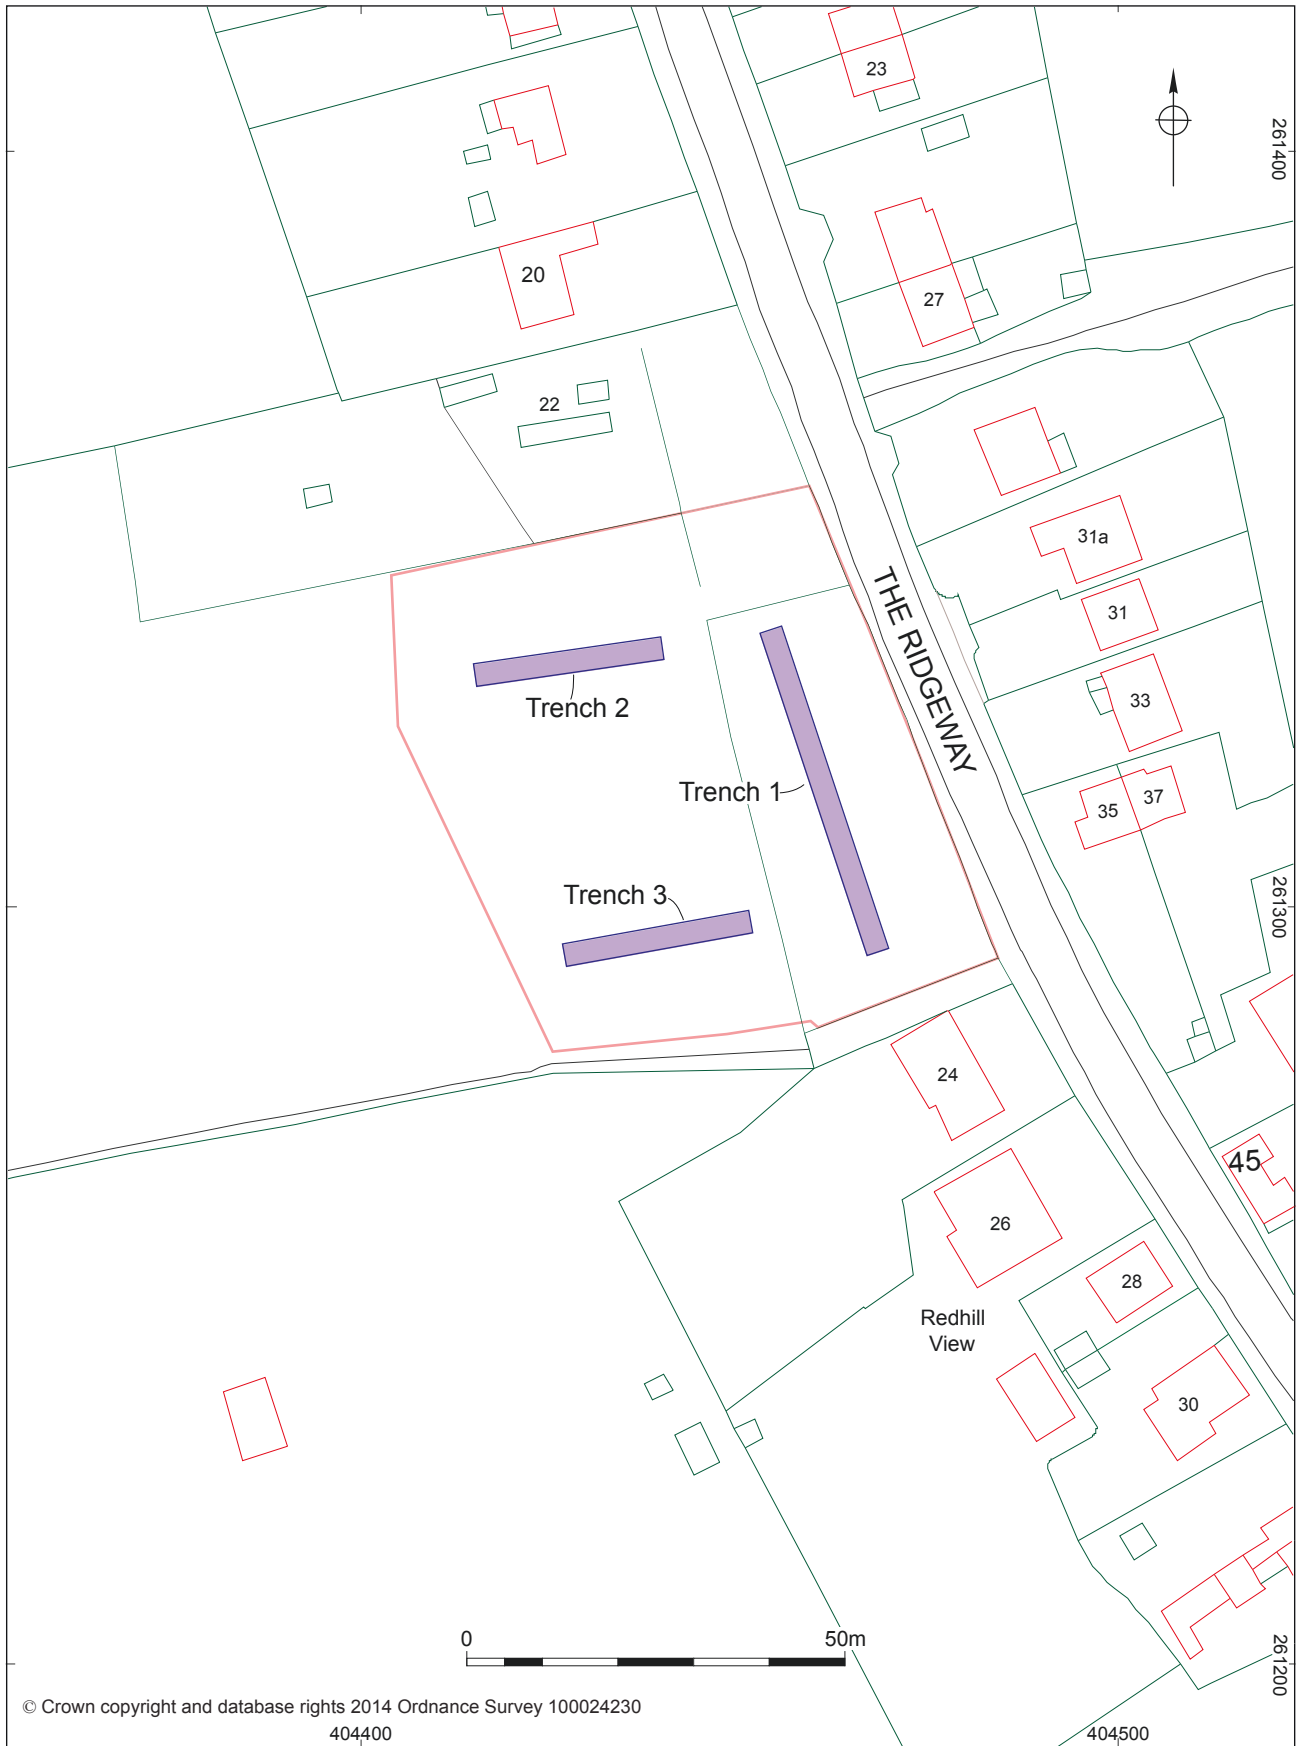 23
261400
20
27
22
31a
THE RIDGEWAY
31
Trench 2
33
Trench 1
35
37
Trench 3
261300
24
45
26
28
Redhill
View
30
0
50m
261200
© Crown copyright and database rights 2014 Ordnance Survey 100024230
404400
404500